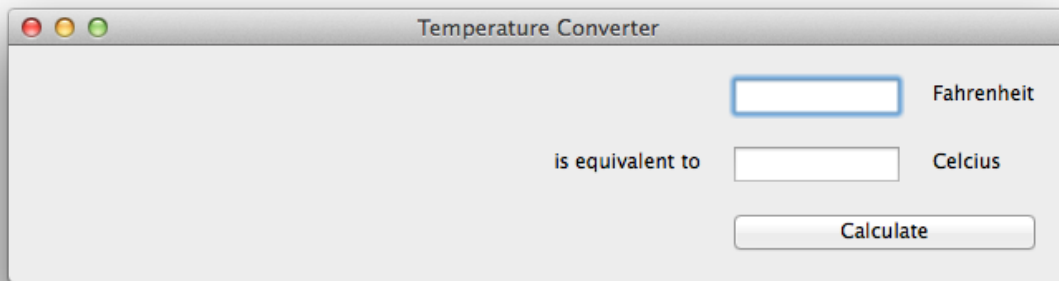 Temperature Converter
Fahrenheit
is equivalent to Celcius
Calculate